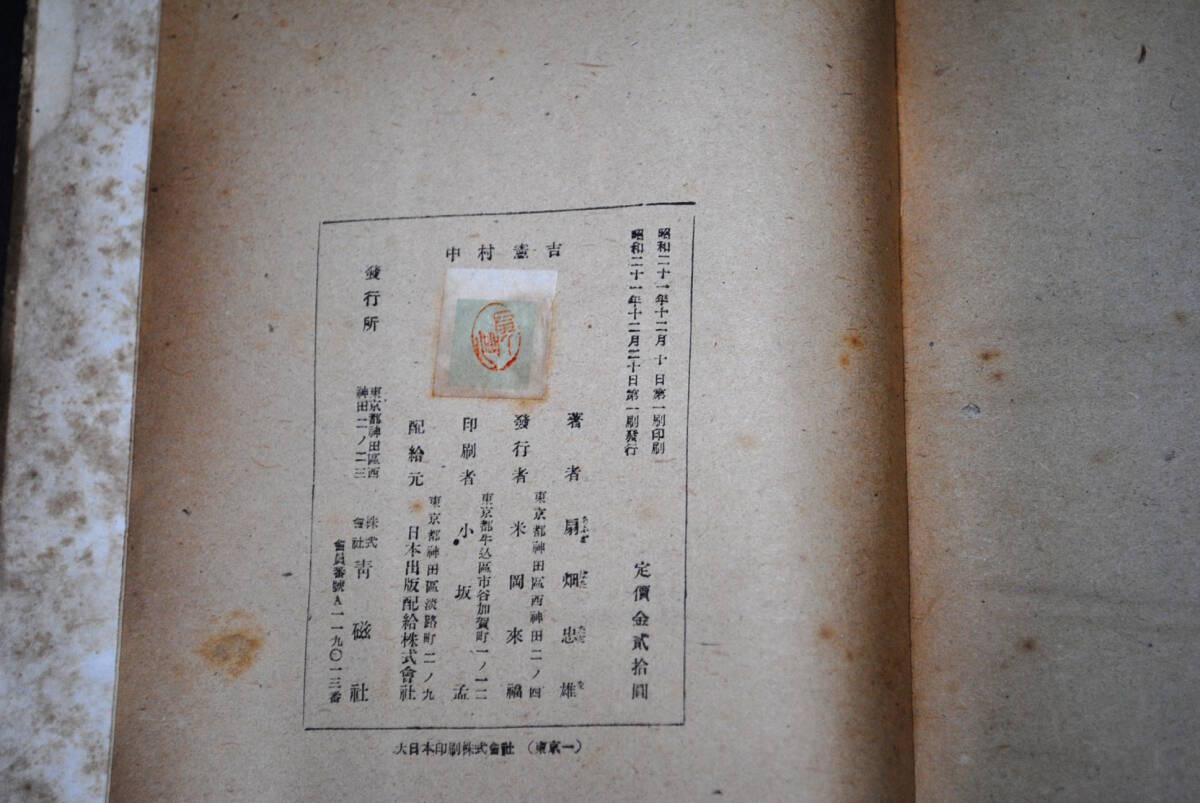 昭和二十一年十二月 十 日第一刷印刷
昭和二十一年十二月二十日第一刷發行
定價金貳拾圓
中村憲吉
著者 扇畑忠雄
發行者
東京都神田區西神田二ノ四
米岡來福
印刷者
東京都牛込區市谷加賀町一ノ一二
小坂孟
配給元
東京都神田區淡路町二ノ九
日本出版配給株式會社
發行所
東京都神田區西
神田二ノ二三
株式
會社
靑磁社
會員番號A一一九〇一三番
大日本印刷株式會社 (東京一)